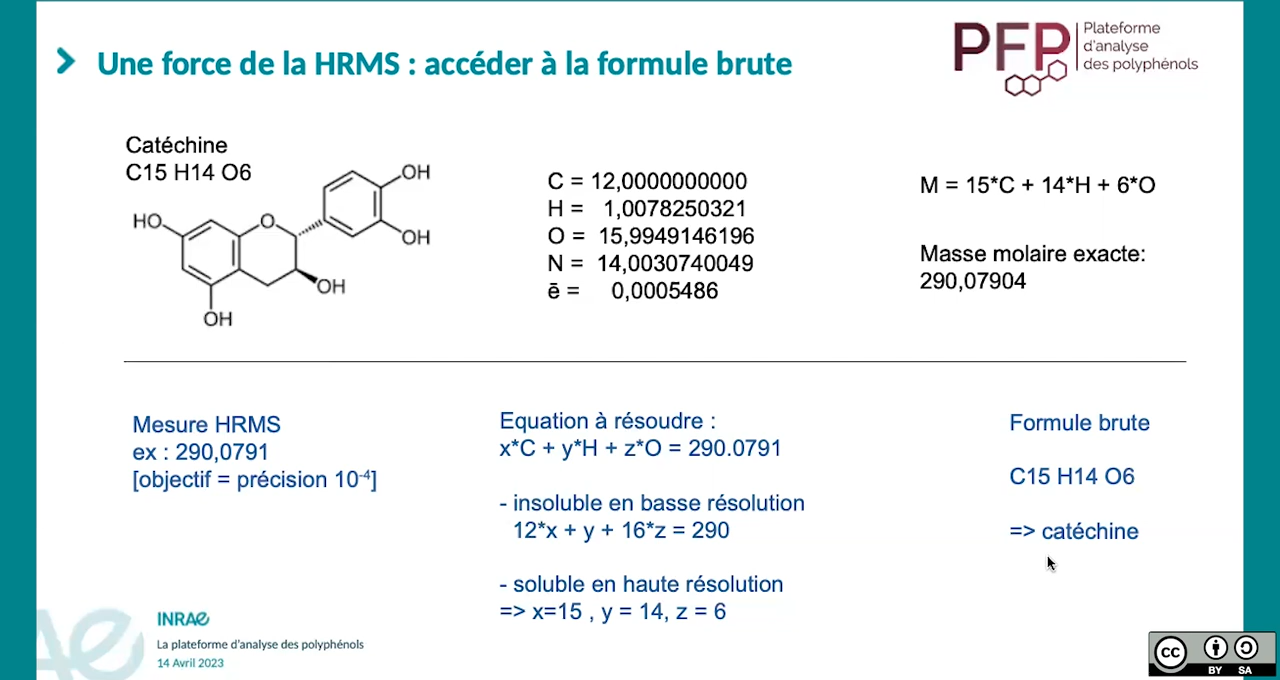 Une force de la HRMS : accéder à la formule brute
PFP
Plateforme
d'analyse
des polyphénols
Catéchine
C15 H14 O6
HO
O
OH
OH
OH
OH
C = 12,0000000000
H = 1,0078250321
O = 15,9949146196
N = 14,0030740049
ē = 0,0005486
M = 15*C + 14*H + 6*O
Masse molaire exacte:
290,07904
Mesure HRMS
ex : 290,0791
[objectif = précision 10⁻⁴]
Equation à résoudre :
x*C + y*H + z*O = 290.0791
- insoluble en basse résolution
12*x + y + 16*z = 290
- soluble en haute résolution
=> x=15 , y = 14, z = 6
Formule brute
C15 H14 O6
=> catéchine
INRAE
La plateforme d'analyse des polyphénols
14 Avril 2023
cc
BY SA